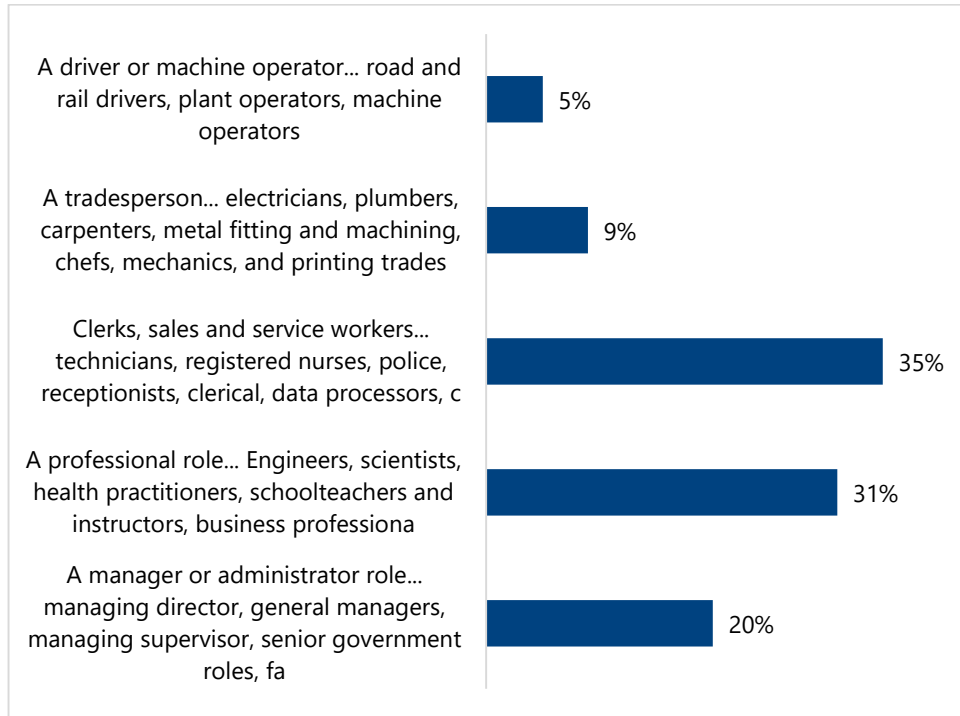 A driver or machine operator... road and
rail drivers, plant operators, machine
operators
5%
A tradesperson... electricians, plumbers,
carpenters, metal fitting and machining,
chefs, mechanics, and printing trades
9%
Clerks, sales and service workers...
technicians, registered nurses, police,
receptionists, clerical, data processors, c
35%
A professional role... Engineers, scientists,
health practitioners, schoolteachers and
instructors, business professiona
31%
A manager or administrator role...
managing director, general managers,
managing supervisor, senior government
roles, fa
20%